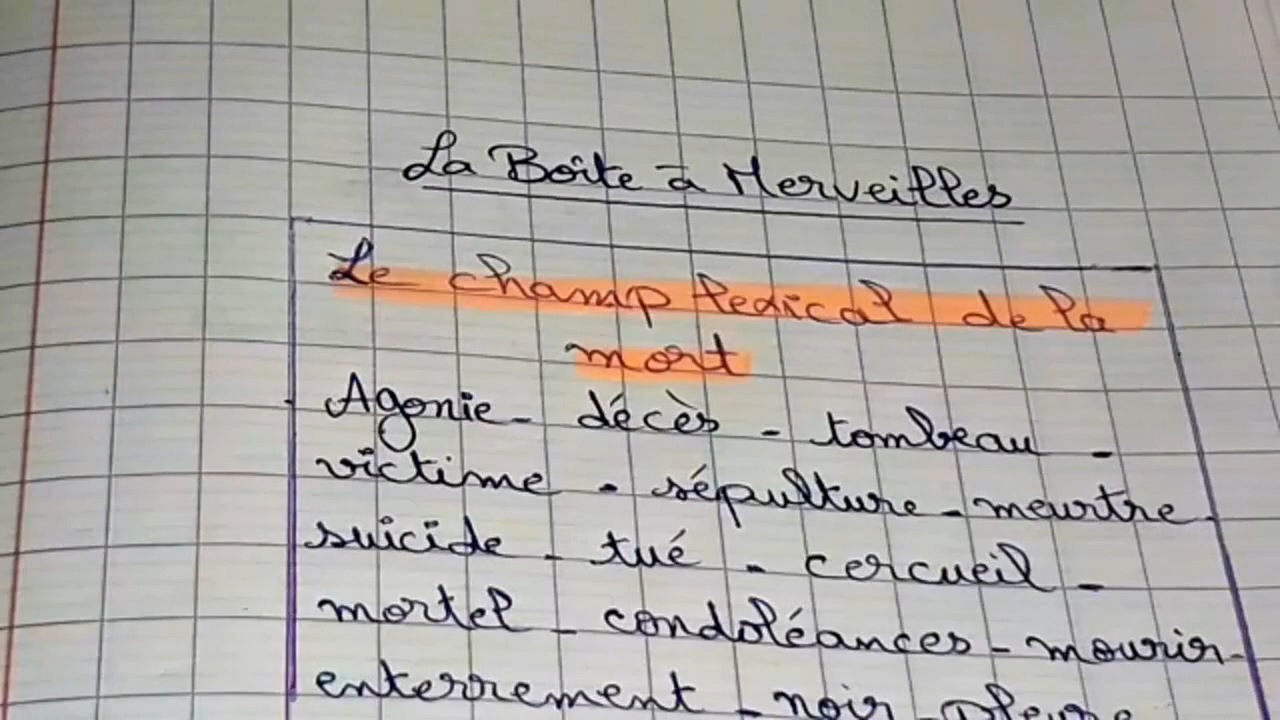 La Boîte à Merveilles
Le champ lexical de la
mort
Agonie - décès - tombeau -
victime - sépulture - meurtre -
suicide - tué - cercueil -
mortel - condoléances - mourir -
enterrement - noir -